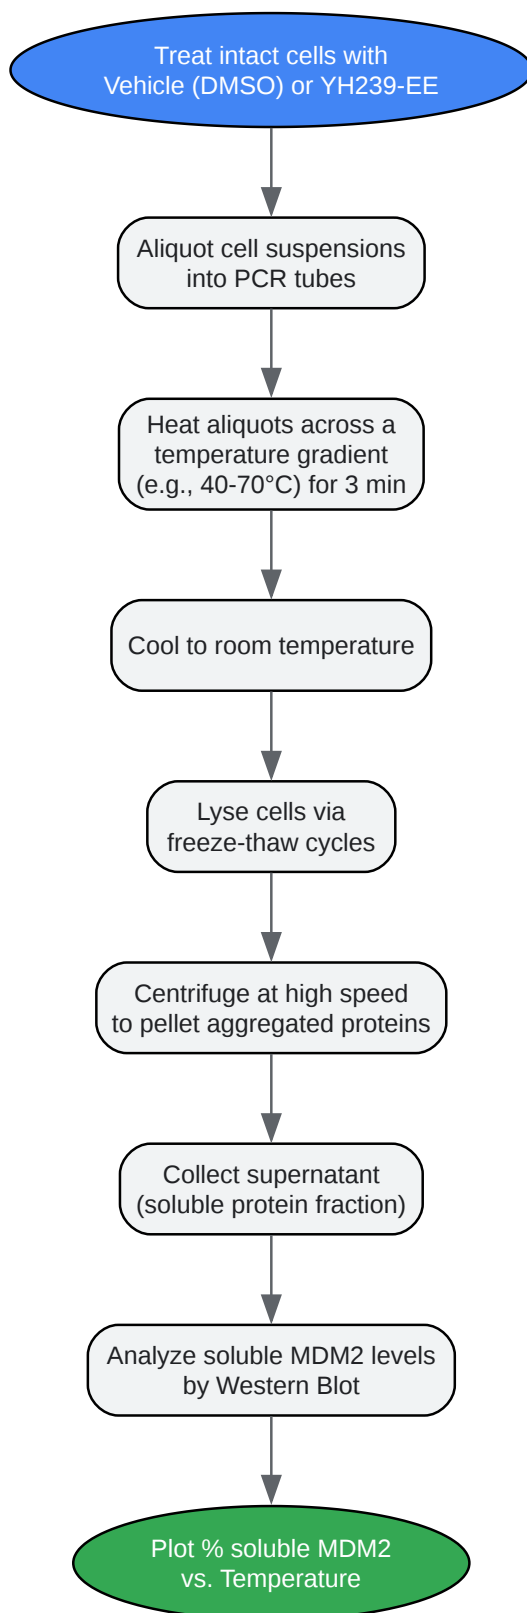 Treat intact cells with
Vehicle (DMSO) or YH239-EE
Aliquot cell suspensions
into PCR tubes
Heat aliquots across a
temperature gradient
(e.g., 40-70°C) for 3 min
Cool to room temperature
Lyse cells via
freeze-thaw cycles
Centrifuge at high speed
to pellet aggregated proteins
Collect supernatant
(soluble protein fraction)
Analyze soluble MDM2 levels
by Western Blot
Plot % soluble MDM2
vs. Temperature